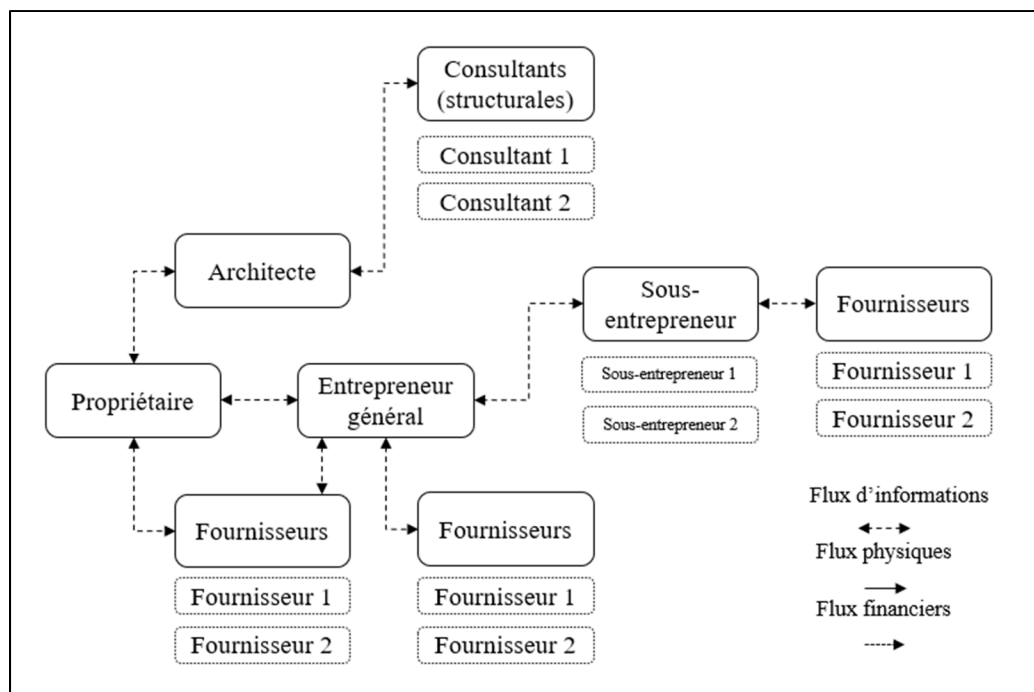 Consultants
(structurales)
Consultant 1
Consultant 2
Architecte
Sous-
entrepreneur
Fournisseurs
Sous-entrepreneur 1
Fournisseur 1
Sous-entrepreneur 2
Fournisseur 2
Propriétaire
Entrepreneur
général
Fournisseurs
Fournisseurs
Fournisseur 1
Fournisseur 1
Fournisseur 2
Fournisseur 2
Flux d’informations
Flux physiques
Flux financiers